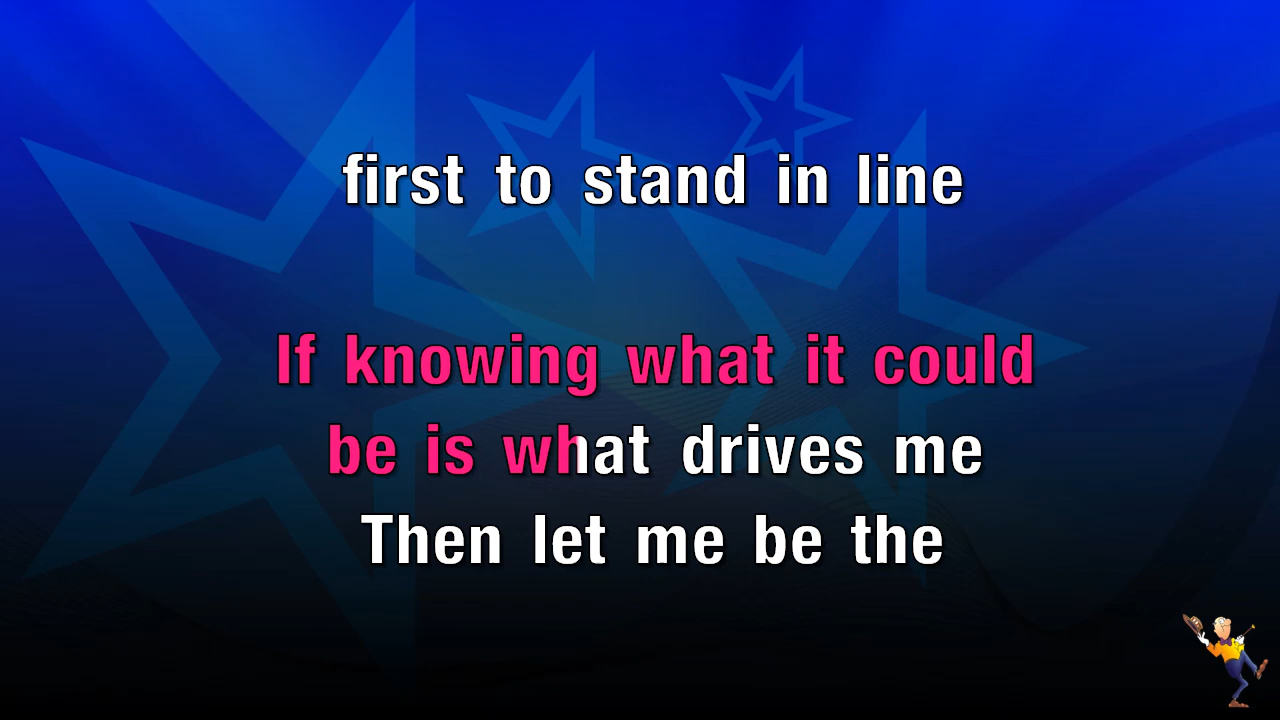 first to stand in line
If knowing what it could
be is what drives me
Then let me be the